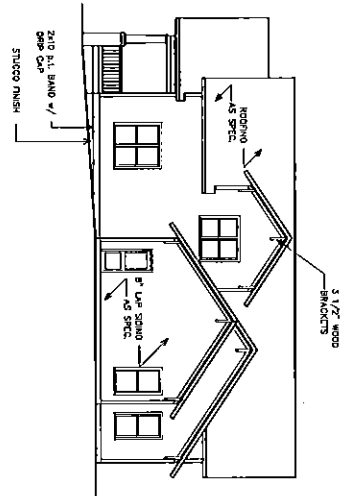 3 1/2" WOOD
BRACKETS
ROOFING
AS SPEC.
8" LAP SIDING
AS SPEC.
2x10 p.t. BAND w/
DRIP CAP
STUCCO FINISH